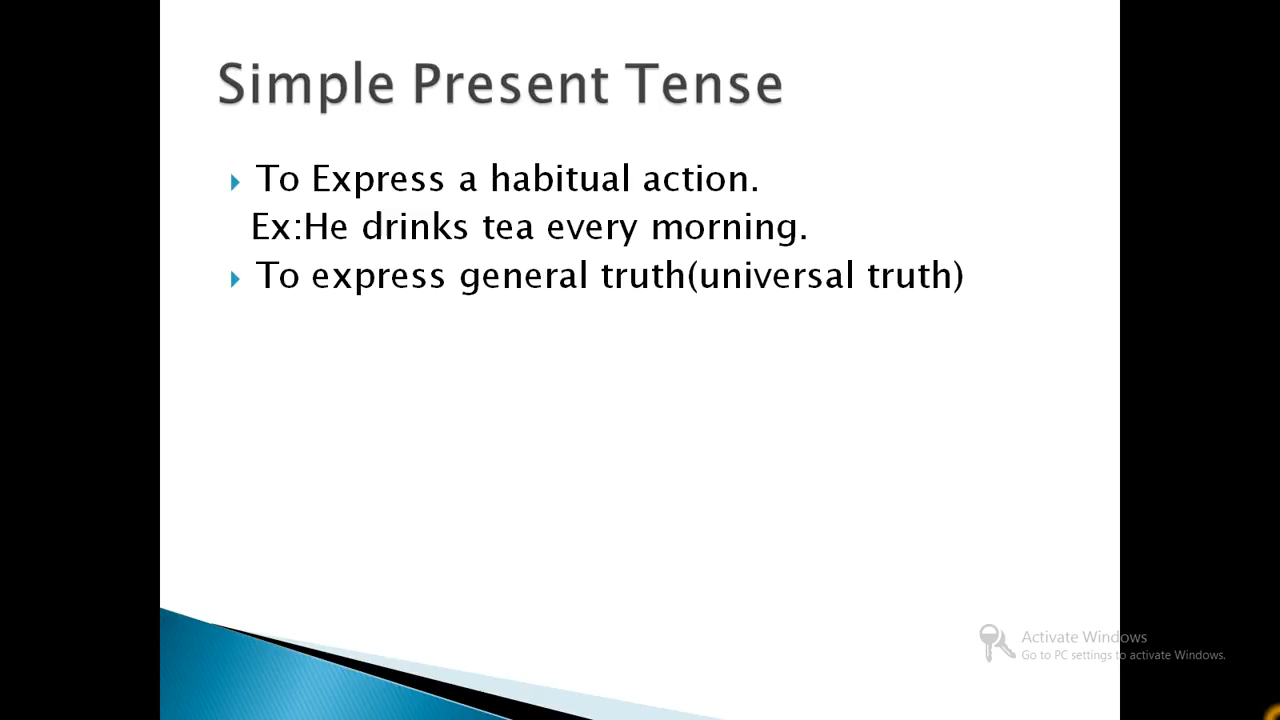 Simple Present Tense
To Express a habitual action.
Ex:He drinks tea every morning.
To express general truth(universal truth)
Activate Windows
Go to PC settings to activate Windows.